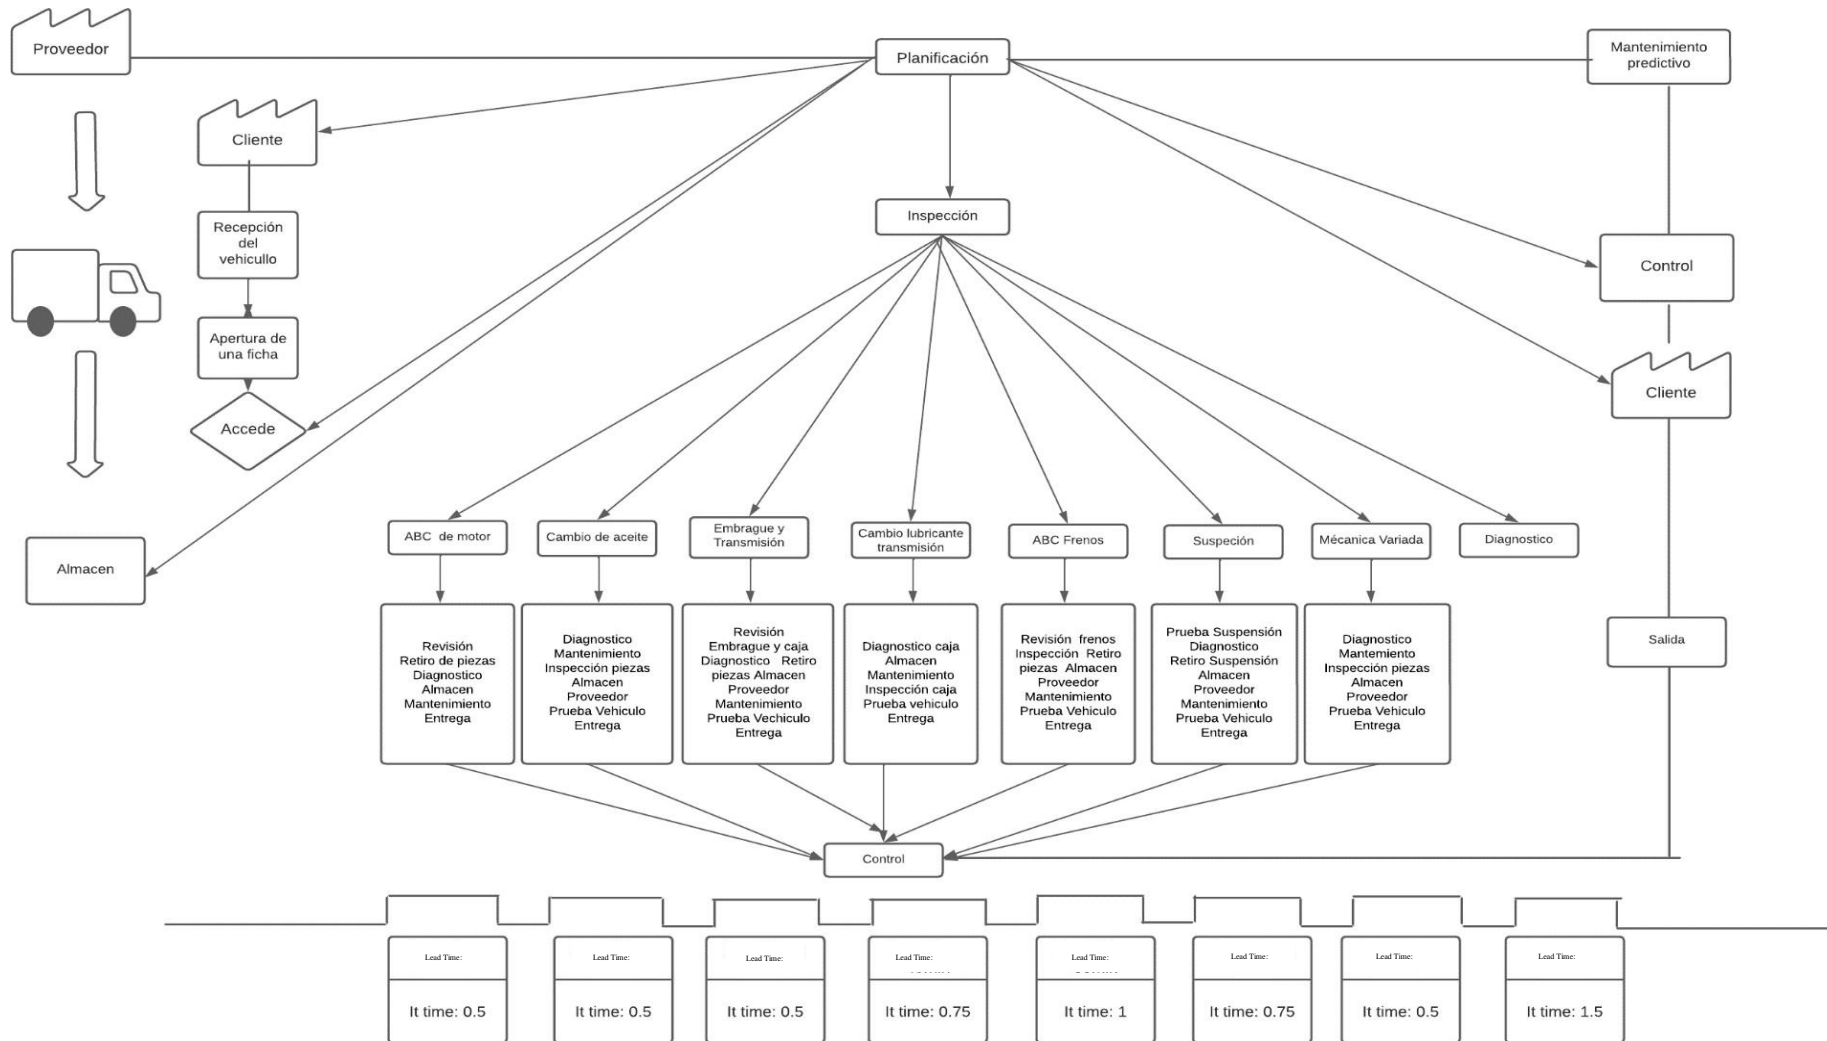 Proveedor
Planificación
Mantenimiento
predictivo
Cliente
Recepción
del
vehicullo
Inspección
Control
Apertura de
una ficha
Cliente
Accede
Almacen
ABC de motor
Cambio de aceite
Embrague y
Transmisión
Cambio lubricante
transmisión
ABC Frenos
Suspeción
Mécanica Variada
Diagnostico
Revisión
Retiro de piezas
Diagnostico
Almacen
Mantenimiento
Entrega
Diagnostico
Mantenimiento
Inspección piezas
Almacen
Proveedor
Prueba Vehiculo
Entrega
Revisión
Embrague y caja
Diagnostico Retiro
piezas Almacen
Proveedor
Mantenimiento
Prueba Vechiculo
Entrega
Diagnostico caja
Almacen
Mantenimiento
Inspección caja
Prueba vehiculo
Entrega
Revisión frenos
Inspección Retiro
piezas Almacen
Proveedor
Mantenimiento
Prueba Vehiculo
Entrega
Prueba Suspensión
Diagnostico
Retiro Suspensión
Almacen
Proveedor
Mantenimiento
Prueba Vehiculo
Entrega
Diagnostico
Mantemiento
Inspección piezas
Almacen
Proveedor
Prueba Vehiculo
Entrega
Salida
Control
Lead Time:
It time: 0.5
Lead Time:
It time: 0.5
Lead Time:
It time: 0.5
Lead Time:
It time: 0.75
Lead Time:
It time: 1
Lead Time:
It time: 0.75
Lead Time:
It time: 0.5
Lead Time:
It time: 1.5